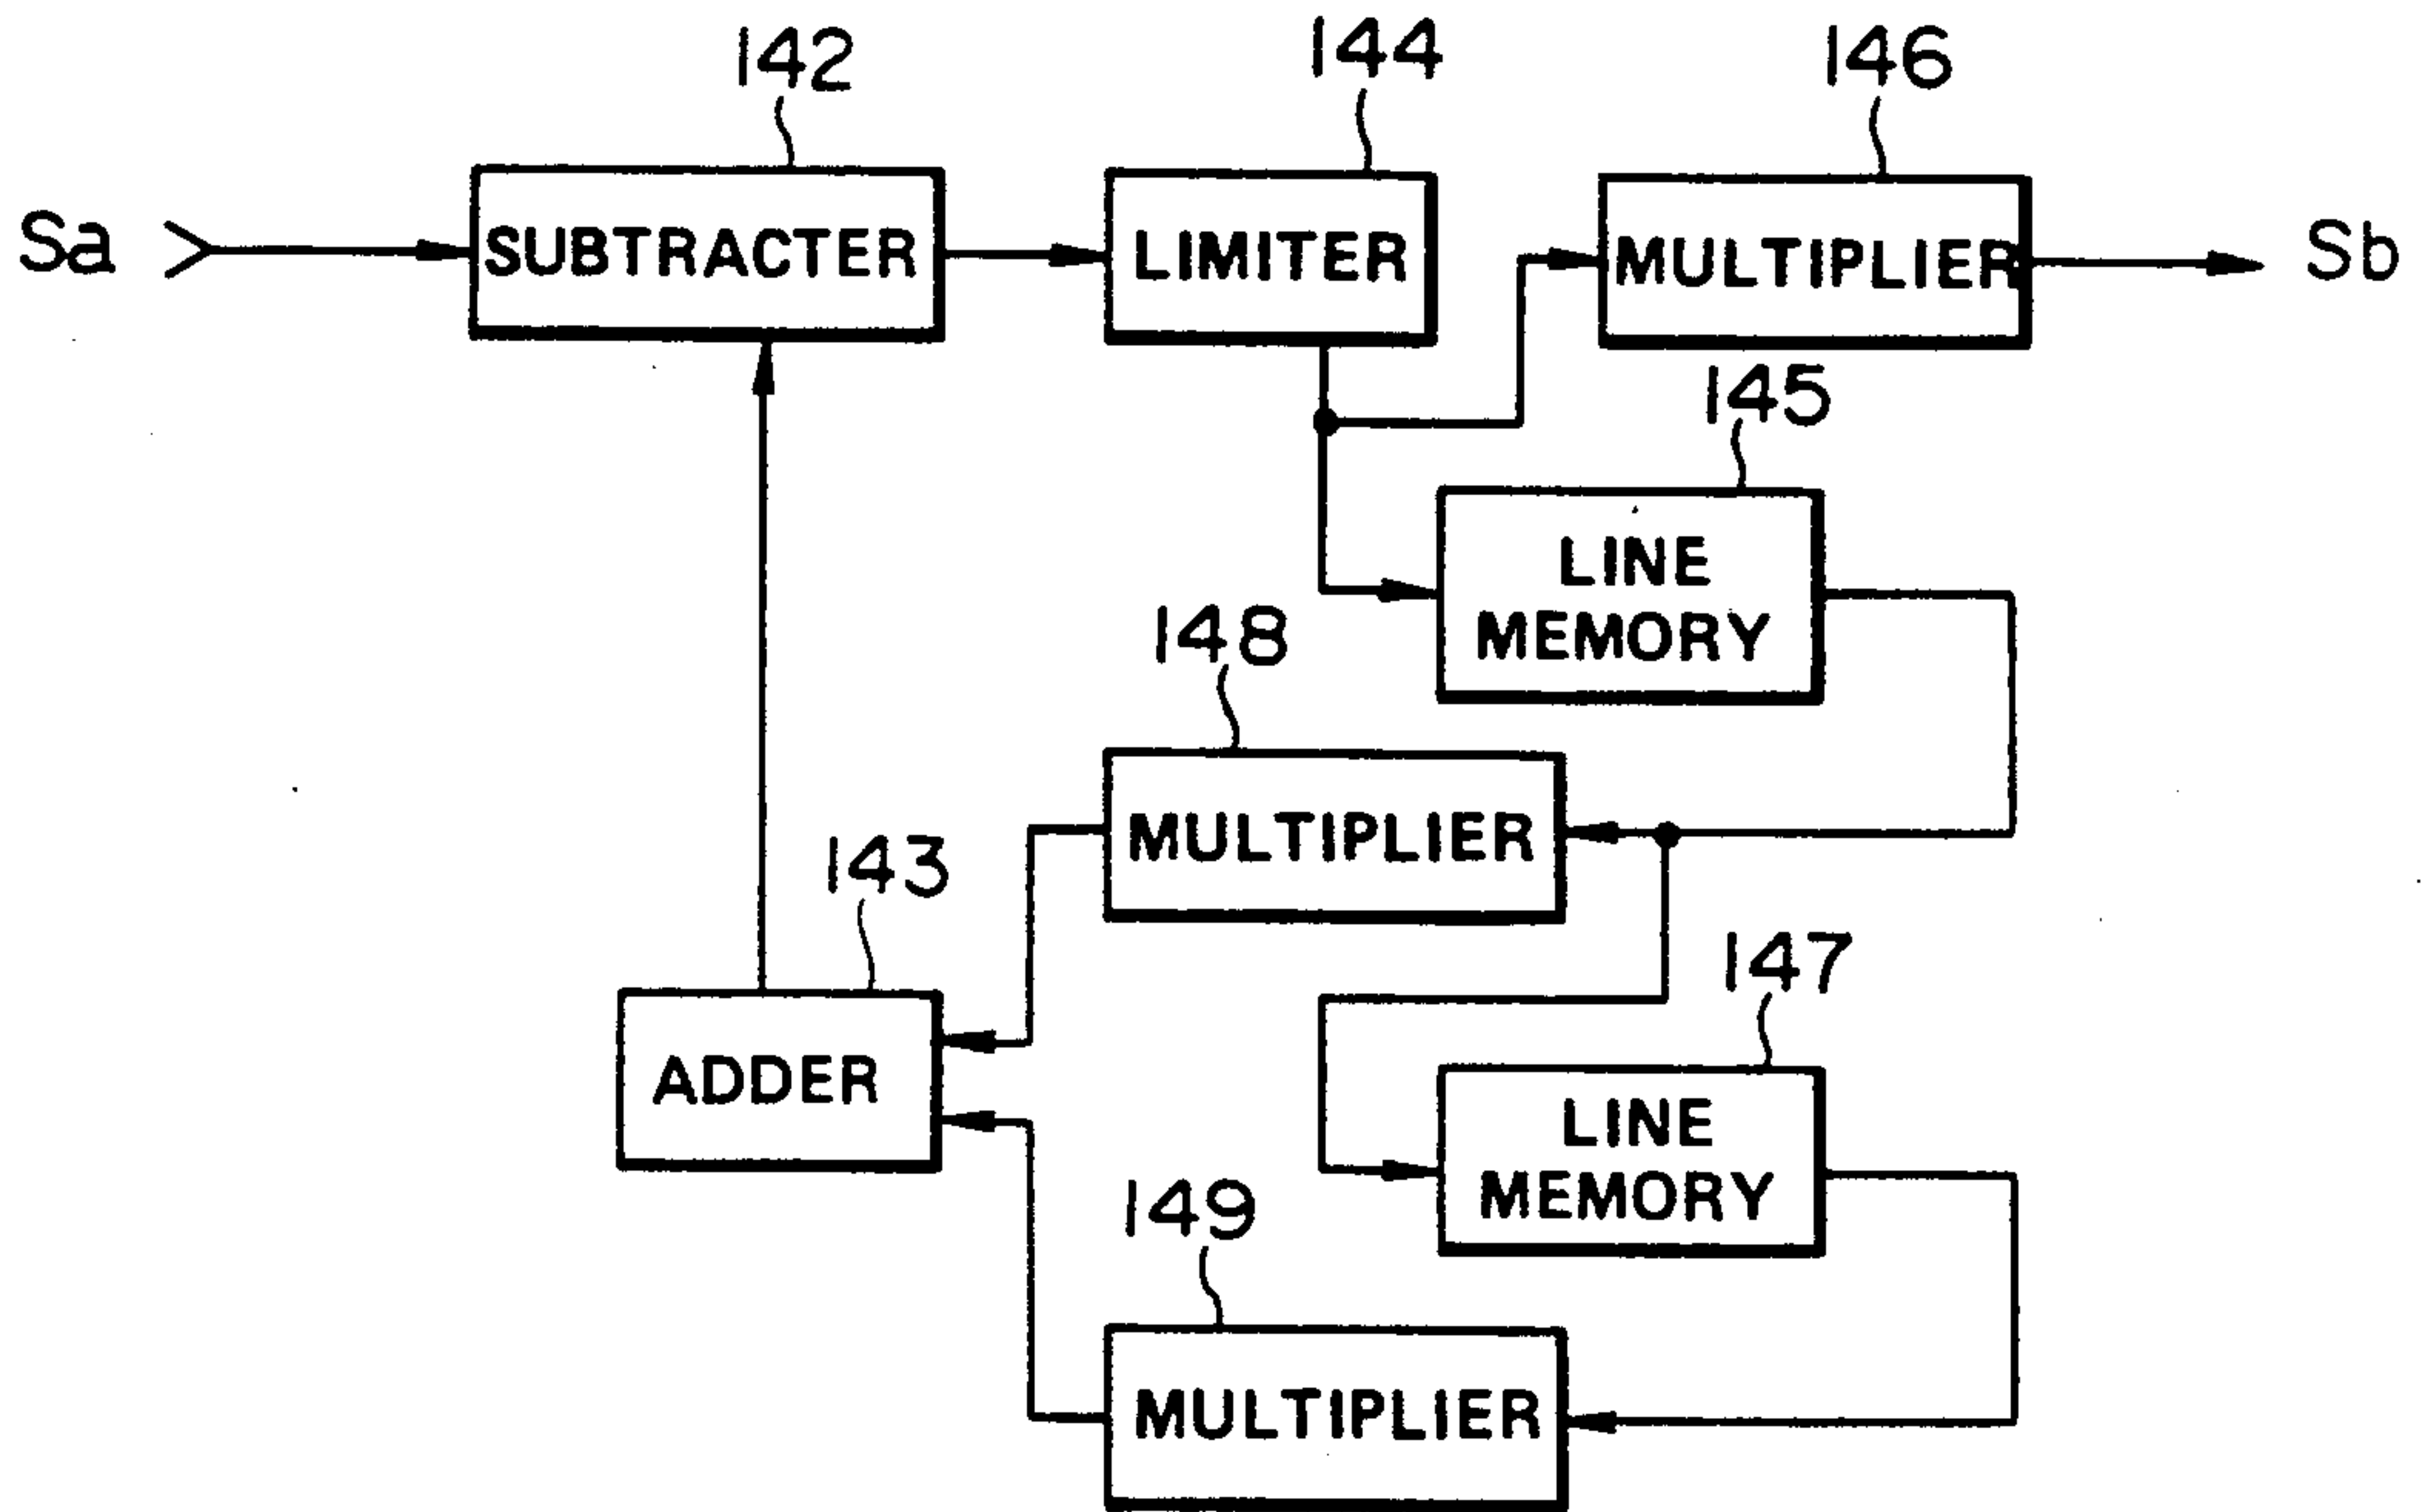 142
144
146
Sa
SUBTRACTER
LIMITER
MULTIPLIER
Sb
145
LINE
MEMORY
148
MULTIPLIER
143
ADDER
147
LINE
MEMORY
149
MULTIPLIER